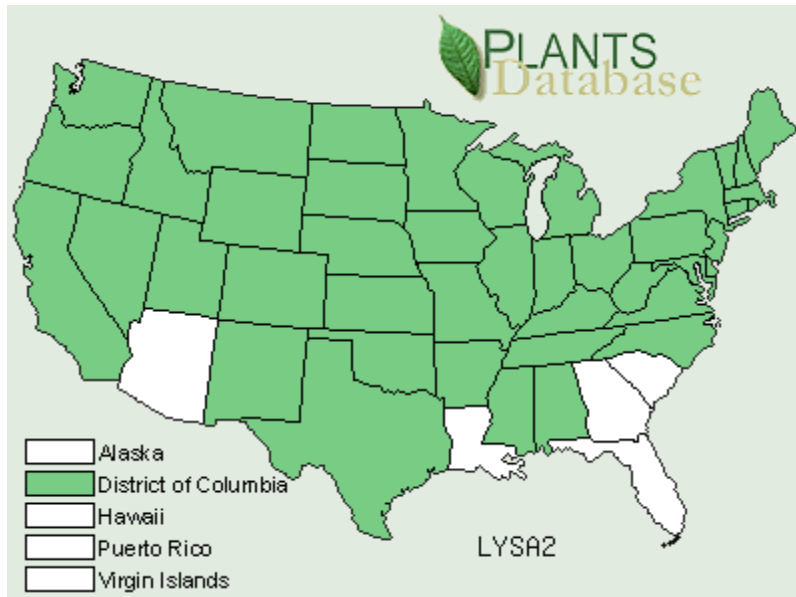 PLANTS
Database
Alaska
District of Columbia
Hawaii
Puerto Rico
Virgin Islands
LYSA2